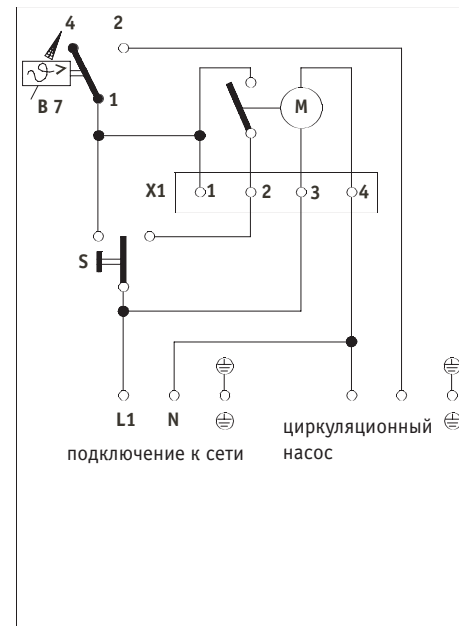 4 2
B 7
1
M
X1 1 2 3 4
S
L1 N
подключение к сети
циркуляционный
насос